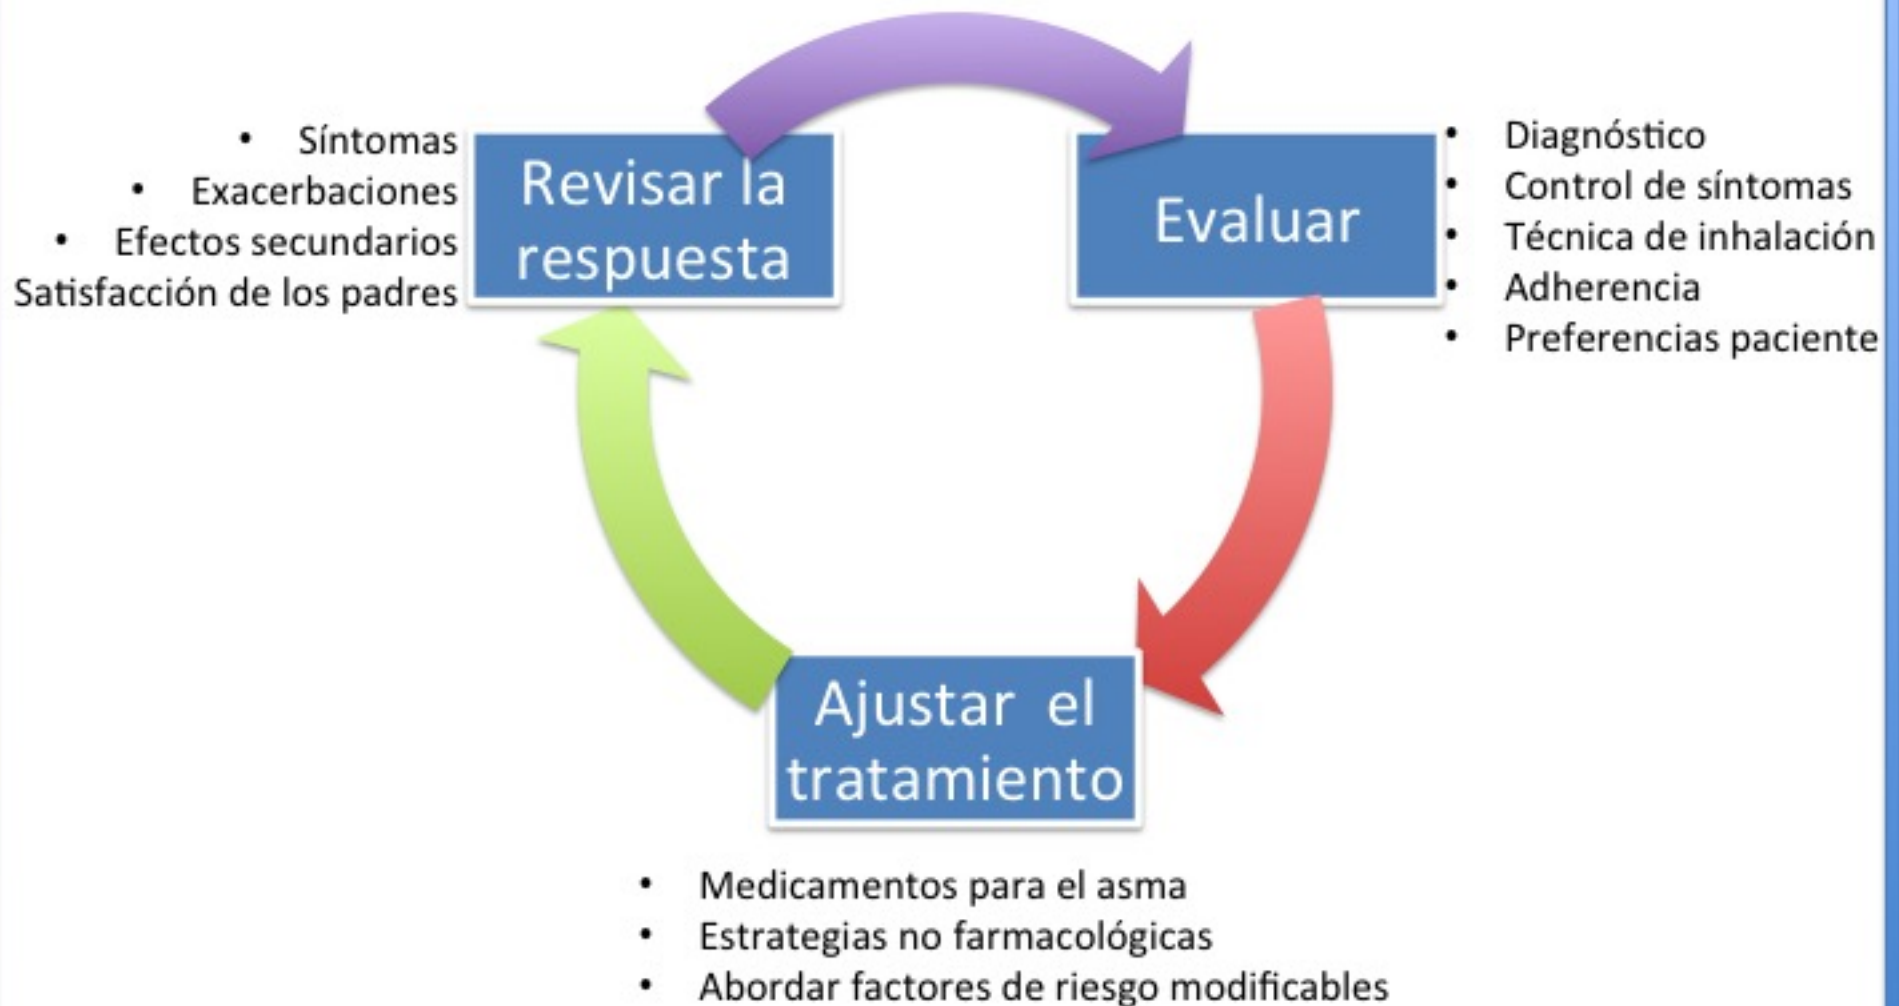 • Síntomas
• Exacerbaciones
• Efectos secundarios
Satisfacción de los padres
Revisar la
respuesta
Evaluar
• Diagnóstico
• Control de síntomas
• Técnica de inhalación
• Adherencia
• Preferencias paciente
Ajustar el
tratamiento
• Medicamentos para el asma
• Estrategias no farmacológicas
• Abordar factores de riesgo modificables